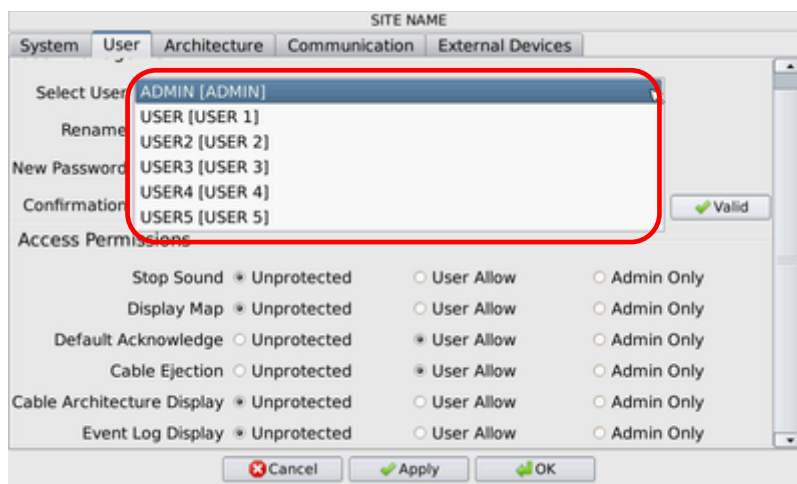 SITE NAME
System User Architecture Communication External Devices
Select User ADMIN [ADMIN]
USER [USER 1]
Rename
USER2 [USER 2]
New Password USER3 [USER 3]
USER4 [USER 4]
Confirmation
USER5 [USER 5]
Valid
Access Permissions
Stop Sound Unprotected User Allow Admin Only
Display Map Unprotected User Allow Admin Only
Default Acknowledge Unprotected User Allow Admin Only
Cable Ejection Unprotected User Allow Admin Only
Cable Architecture Display Unprotected User Allow Admin Only
Event Log Display Unprotected User Allow Admin Only
Cancel Apply OK